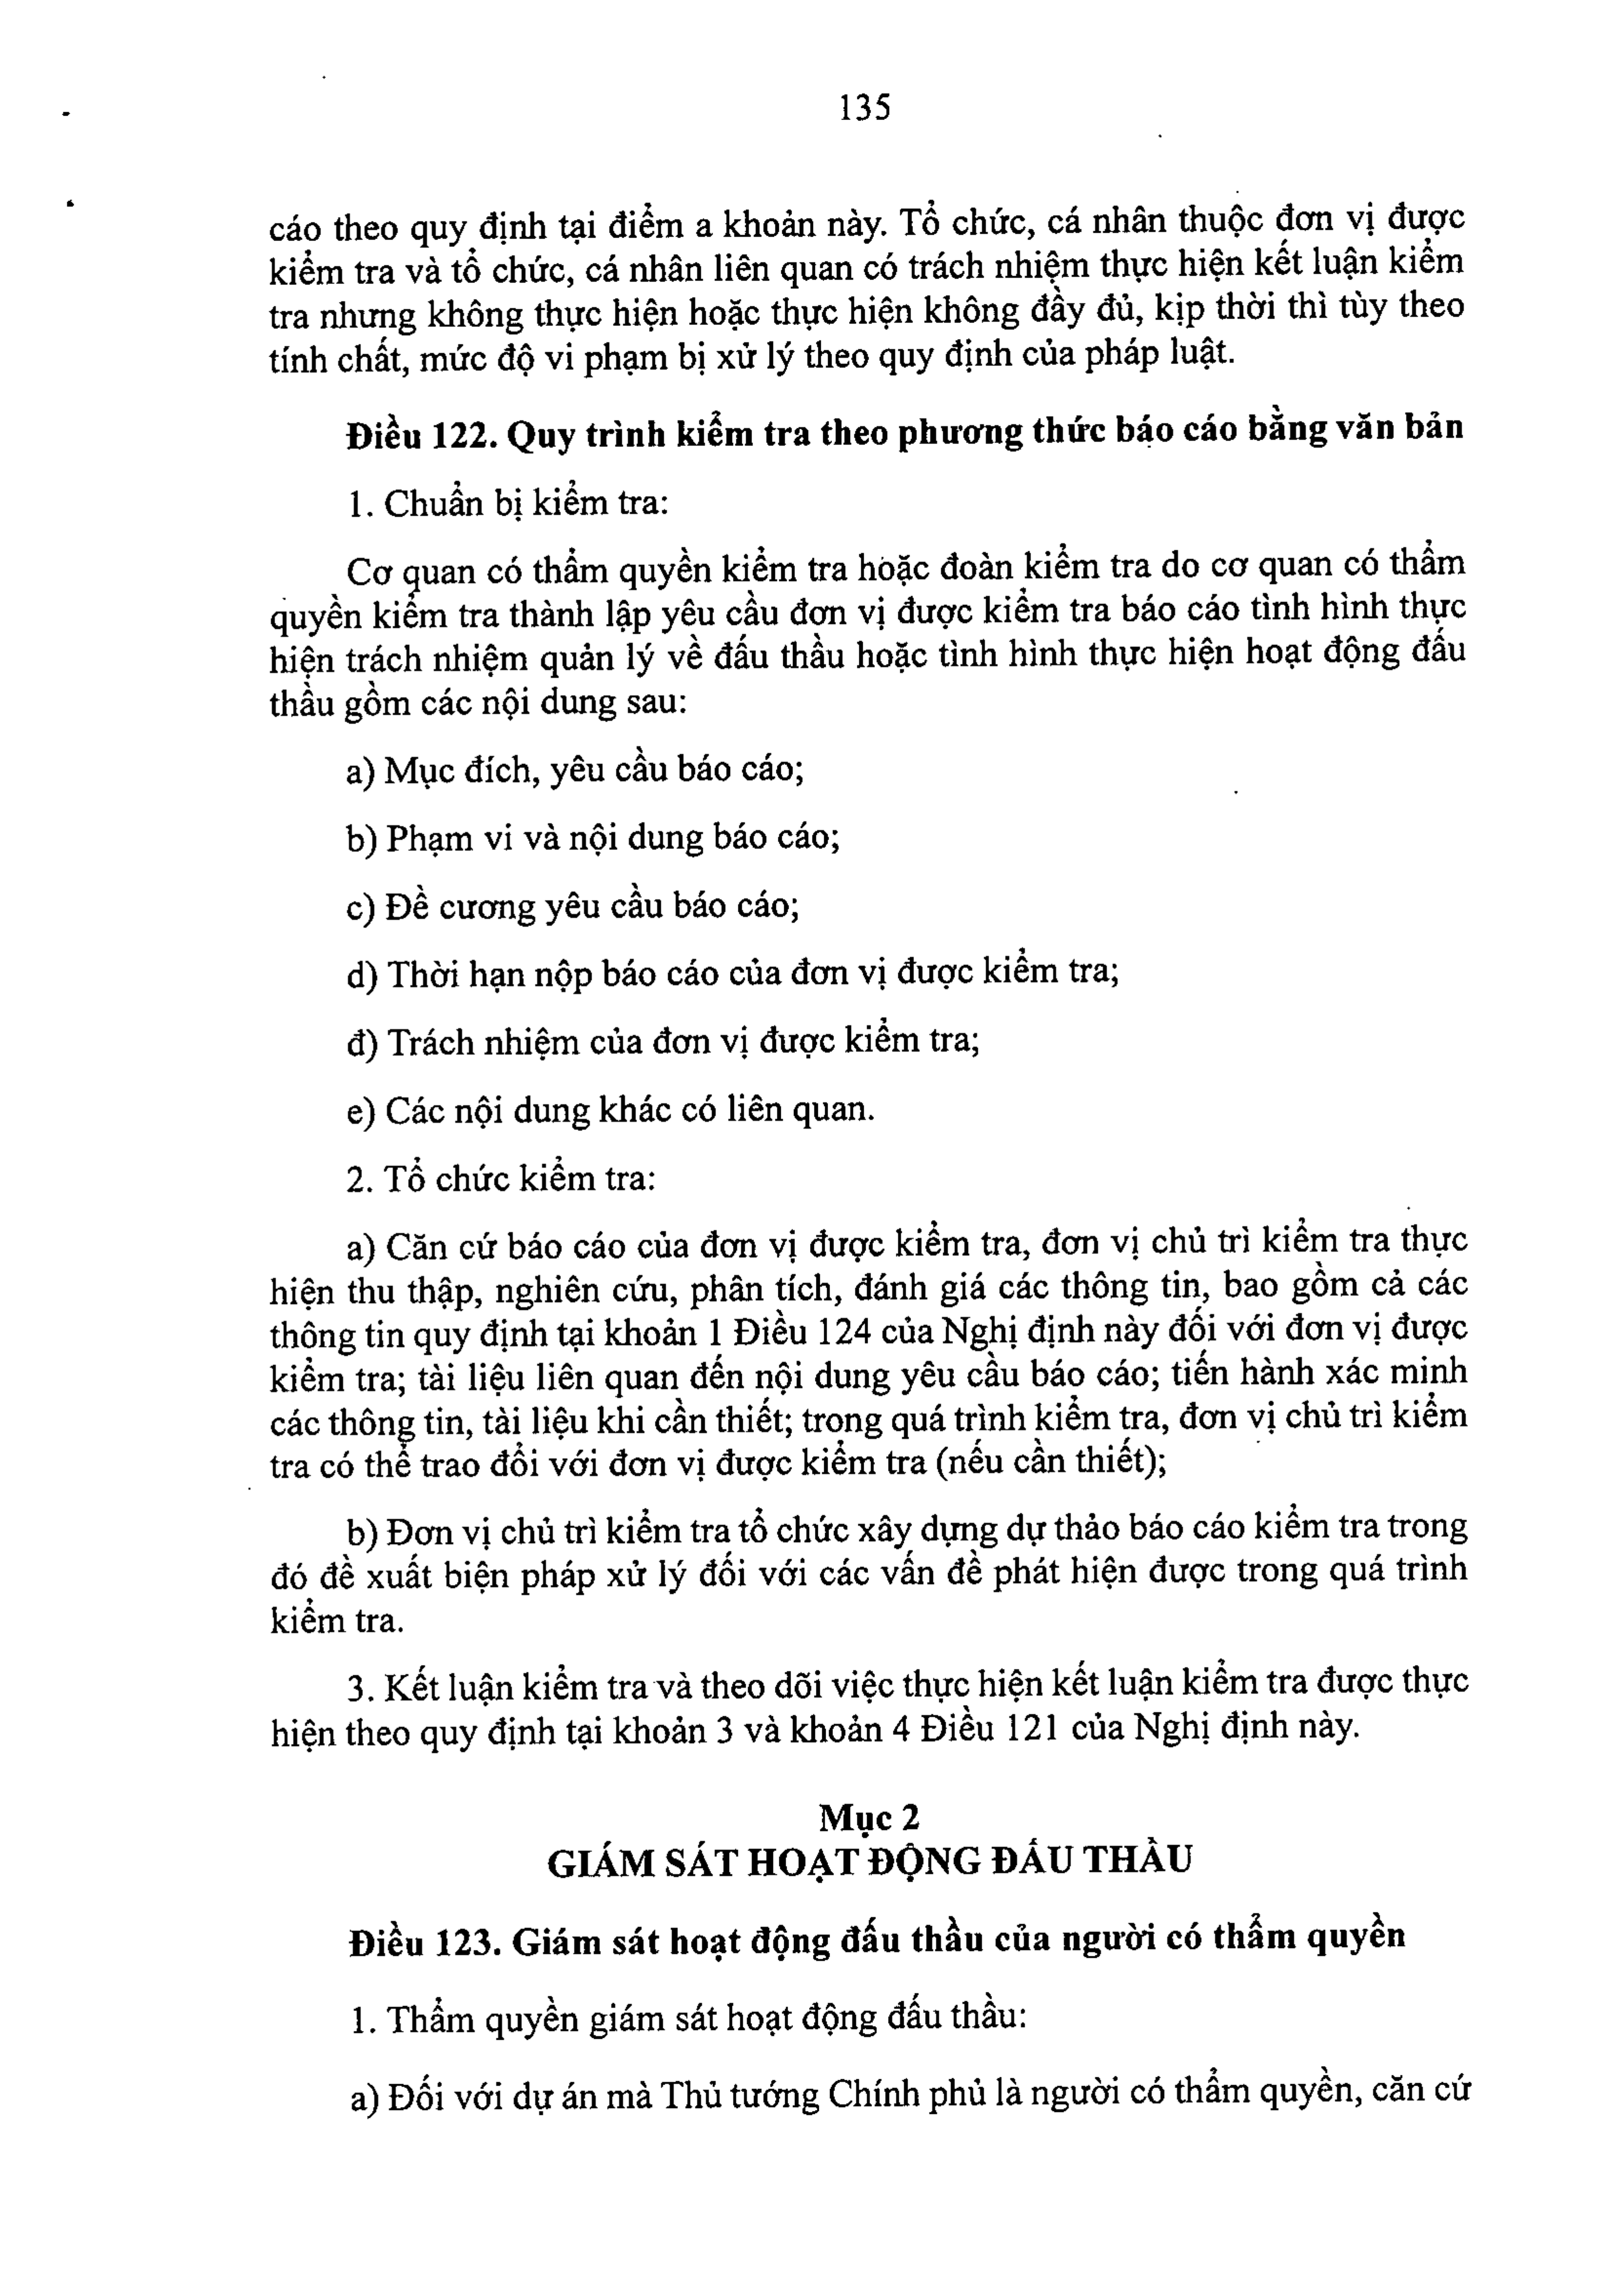 135
cáo theo quy định tại điểm a khoản này. Tổ chức, cá nhân thuộc đơn vị được
kiểm tra và tổ chức, cá nhân liên quan có trách nhiệm thực hiện kết luận kiểm
tra nhưng không thực hiện hoặc thực hiện không đầy đủ, kịp thời thì tùy theo
tính chất, mức độ vi phạm bị xử lý theo quy định của pháp luật.
Điều 122. Quy trình kiểm tra theo phương thức báo cáo bằng văn bản
1. Chuẩn bị kiểm tra:
Cơ quan có thẩm quyền kiểm tra hoặc đoàn kiểm tra do cơ quan có thẩm
quyền kiểm tra thành lập yêu cầu đơn vị được kiểm tra báo cáo tình hình thực
hiện trách nhiệm quản lý về đấu thầu hoặc tình hình thực hiện hoạt động đấu
thầu gồm các nội dung sau:
a) Mục đích, yêu cầu báo cáo;
b) Phạm vi và nội dung báo cáo;
c) Đề cương yêu cầu báo cáo;
d) Thời hạn nộp báo cáo của đơn vị được kiểm tra;
đ) Trách nhiệm của đơn vị được kiểm tra;
e) Các nội dung khác có liên quan.
2. Tổ chức kiểm tra:
a) Căn cứ báo cáo của đơn vị được kiểm tra, đơn vị chủ trì kiểm tra thực
hiện thu thập, nghiên cứu, phân tích, đánh giá các thông tin, bao gồm cả các
thông tin quy định tại khoản 1 Điều 124 của Nghị định này đối với đơn vị được
kiểm tra; tài liệu liên quan đến nội dung yêu cầu báo cáo; tiến hành xác minh
các thông tin, tài liệu khi cần thiết; trong quá trình kiểm tra, đơn vị chủ trì kiểm
tra có thể trao đổi với đơn vị được kiểm tra (nếu cần thiết);
b) Đơn vị chủ trì kiểm tra tổ chức xây dựng dự thảo báo cáo kiểm tra trong
đó đề xuất biện pháp xử lý đối với các vấn đề phát hiện được trong quá trình
kiểm tra.
3. Kết luận kiểm tra và theo dõi việc thực hiện kết luận kiểm tra được thực
hiện theo quy định tại khoản 3 và khoản 4 Điều 121 của Nghị định này.
Mục 2
GIÁM SÁT HOẠT ĐỘNG ĐẤU THẦU
Điều 123. Giám sát hoạt động đấu thầu của người có thẩm quyền
1. Thẩm quyền giám sát hoạt động đấu thầu:
a) Đối với dự án mà Thủ tướng Chính phủ là người có thẩm quyền, căn cứ